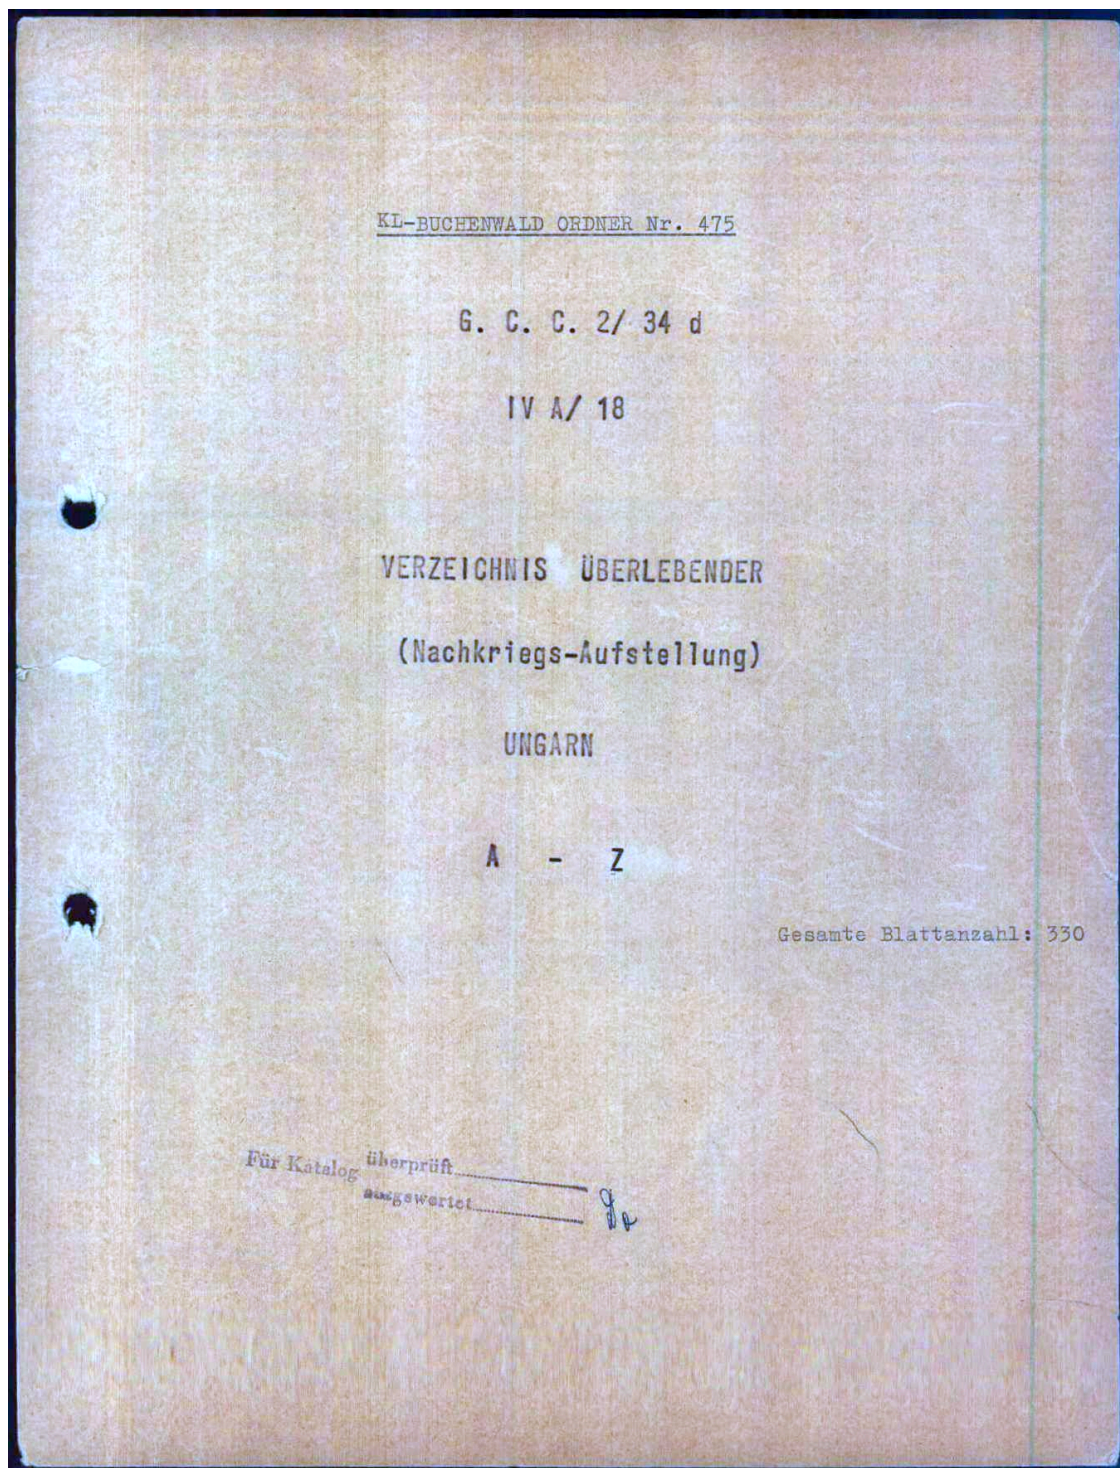 KL-BUCHENWALD ORDNER Nr. 475
G. C. C. 2/ 34 d
IV A/ 18
VERZEICHNIS ÜBERLEBENDER
(Nachkriegs-Aufstellung)
UNGARN
A - Z
Gesamte Blattanzahl: 330
Für Katalog überprüft
ausgewertet